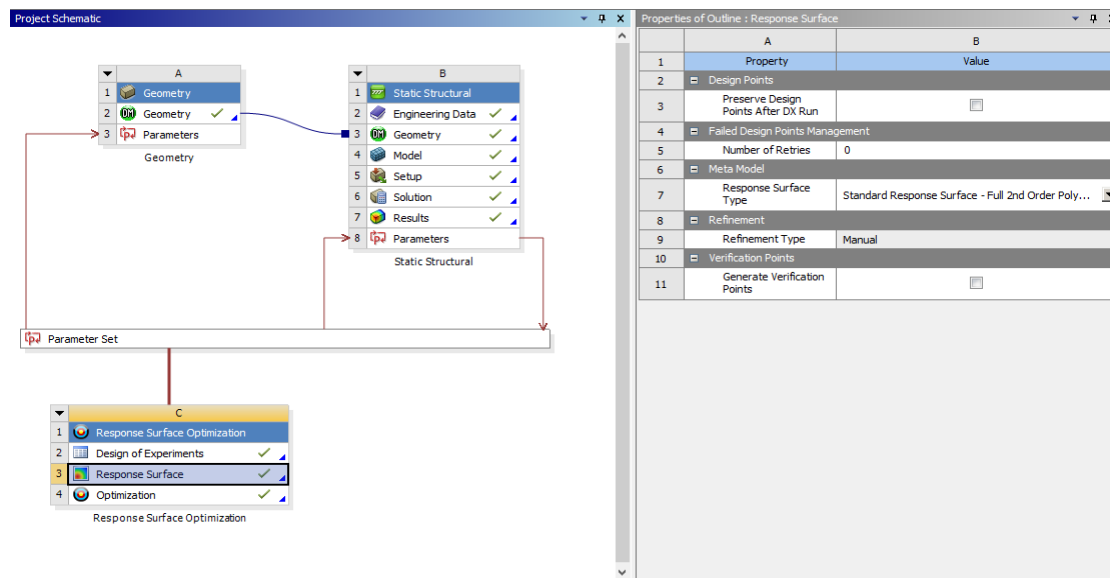 Project Schematic
A
1 Geometry
2 Geometry
3 Parameters
Geometry
B
1 Static Structural
2 Engineering Data
3 Geometry
4 Model
5 Setup
6 Solution
7 Results
8 Parameters
Static Structural
Parameter Set
C
1 Response Surface Optimization
2 Design of Experiments
3 Response Surface
4 Optimization
Response Surface Optimization
Properties of Outline : Response Surface
A B
1 Property Value
2 Design Points
3 Preserve Design
Points After DX Run
4 Failed Design Points Management
5 Number of Retries 0
6 Meta Model
7 Response Surface
Type Standard Response Surface - Full 2nd Order Poly...
8 Refinement
9 Refinement Type Manual
10 Verification Points
11 Generate Verification
Points